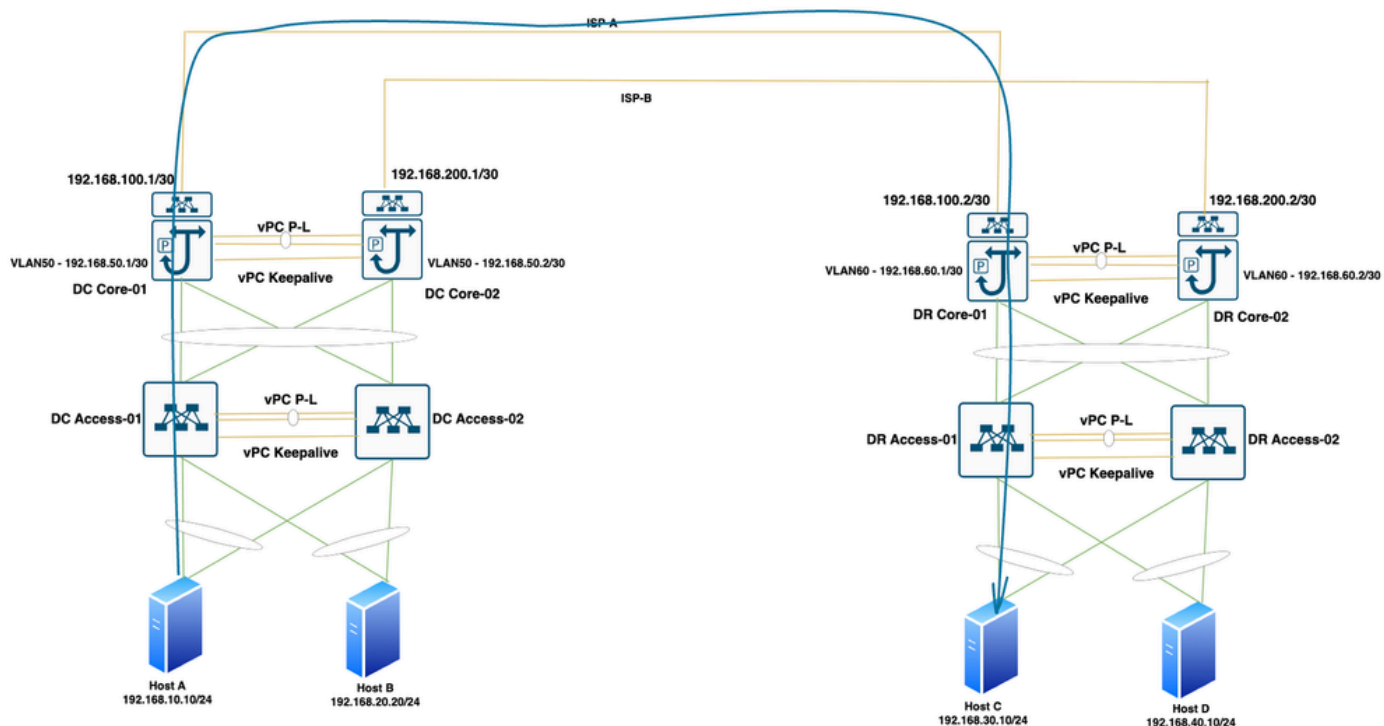 ISP-A
ISP-B
192.168.100.1/30
192.168.200.1/30
192.168.100.2/30
192.168.200.2/30
vPC P-L
P
P
VLAN50 - 192.168.50.1/30
VLAN50 - 192.168.50.2/30
vPC Keepalive
DC Core-01
DC Core-02
vPC P-L
P
P
VLAN60 - 192.168.60.1/30
VLAN60 - 192.168.60.2/30
vPC Keepalive
DR Core-01
DR Core-02
vPC P-L
DC Access-01
DC Access-02
vPC Keepalive
vPC P-L
DR Access-01
DR Access-02
vPC Keepalive
Host A
192.168.10.10/24
Host B
192.168.20.20/24
Host C
192.168.30.10/24
Host D
192.168.40.10/24